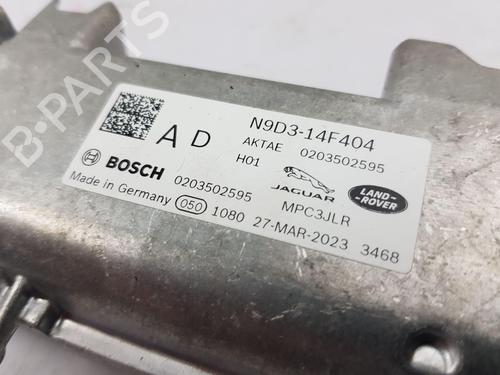 N9D3-14F404
A D
AKTAE 0203502595
H01
BOSCH 0203502595
JAGUAR
LAND-
ROVER
MPC3JLR
Made in Germany 050 1080 27-MAR-2023 3468
B-PARTS